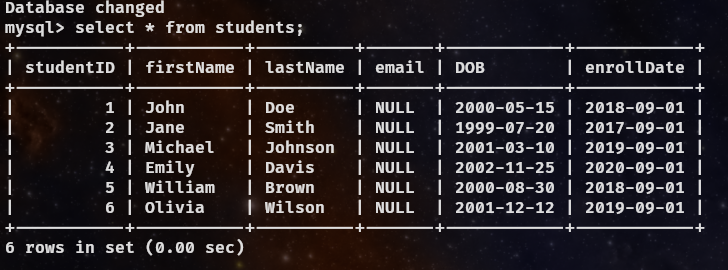 Database changed
mysql> select * from students;
+-----------+-----------+----------+-------+------------+------------+
| studentID | firstName | lastName | email | DOB        | enrollDate |
+-----------+-----------+----------+-------+------------+------------+
|         1 | John      | Doe      | NULL  | 2000-05-15 | 2018-09-01 |
|         2 | Jane      | Smith    | NULL  | 1999-07-20 | 2017-09-01 |
|         3 | Michael   | Johnson  | NULL  | 2001-03-10 | 2019-09-01 |
|         4 | Emily     | Davis    | NULL  | 2002-11-25 | 2020-09-01 |
|         5 | William   | Brown    | NULL  | 2000-08-30 | 2018-09-01 |
|         6 | Olivia    | Wilson   | NULL  | 2001-12-12 | 2019-09-01 |
+-----------+-----------+----------+-------+------------+------------+
6 rows in set (0.00 sec)